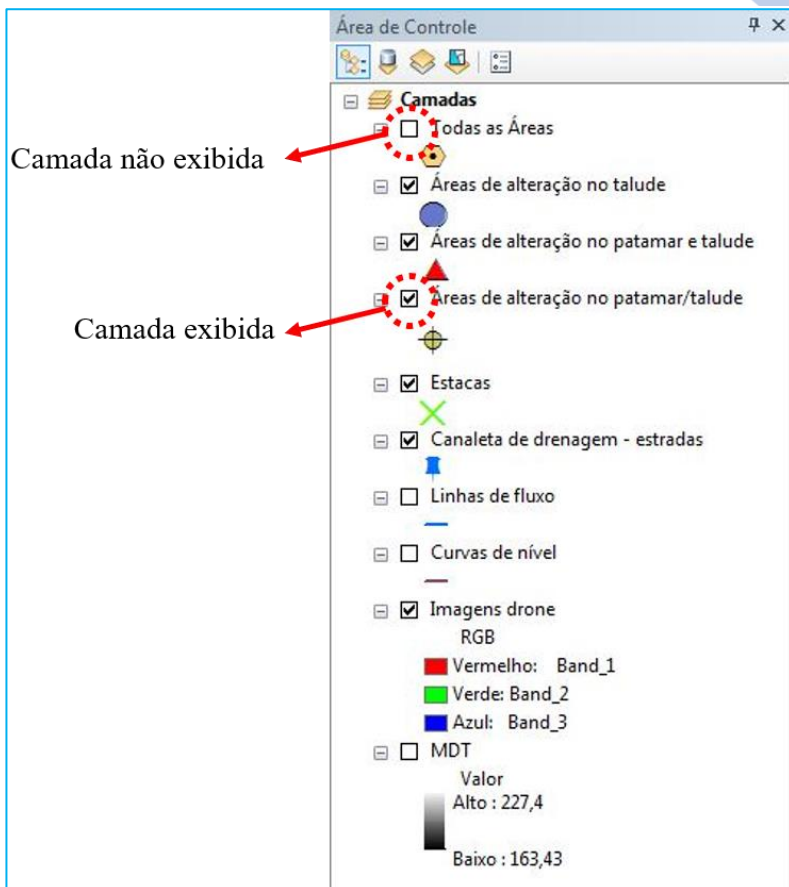 Área de Controle
Camadas
Todas as Áreas
Camada não exibida
Áreas de alteração no talude
Áreas de alteração no patamar e talude
Áreas de alteração no patamar/talude
Camada exibida
Estacas
Canaleta de drenagem - estradas
Linhas de fluxo
Curvas de nível
Imagens drone
RGB
Vermelho: Band_1
Verde: Band_2
Azul: Band_3
MDT
Valor
Alto : 227,4
Baixo : 163,43